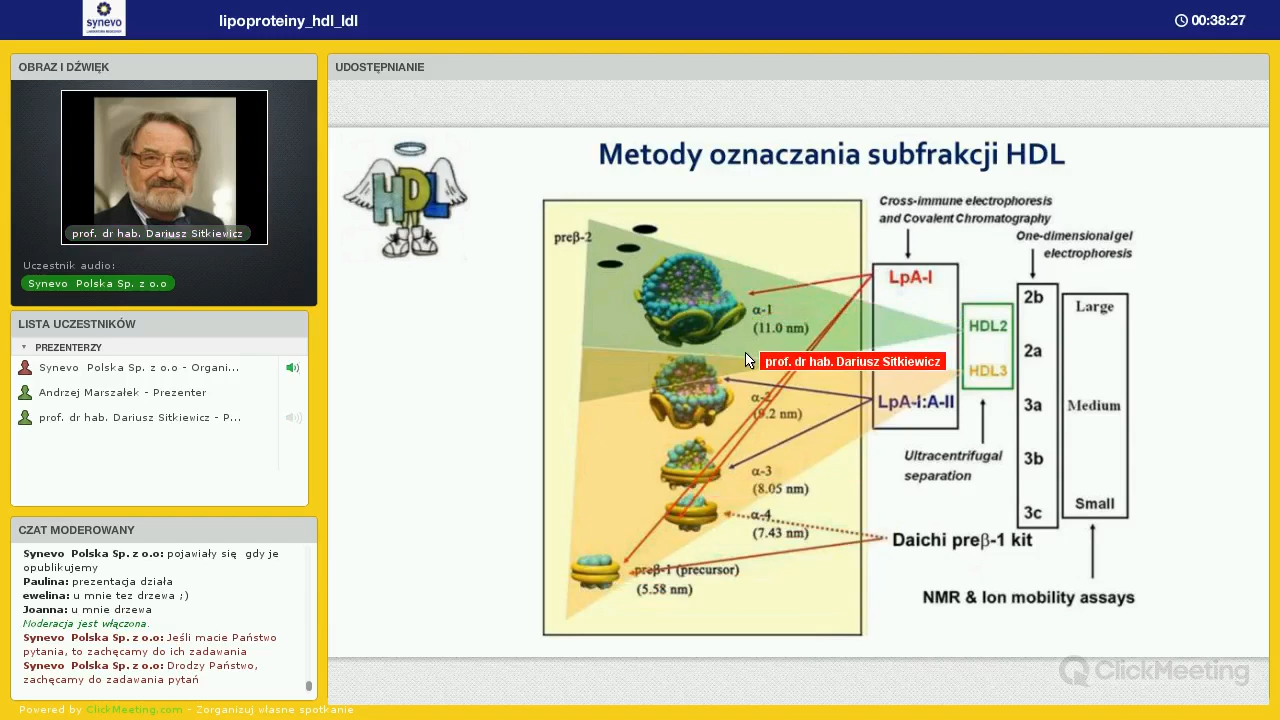 synevo
lipoproteiny_hdl_ldl
00:38:27
OBRAZ I DŹWIĘK
prof. dr hab. Dariusz Sitkiewicz
Uczestnik audio:
Synevo Polska Sp. z o.o
LISTA UCZESTNIKÓW
PREZENTERZY
Synevo Polska Sp. z o.o - Organi...
Andrzej Marszałek - Prezenter
prof. dr hab. Dariusz Sitkiewicz - P...
CZAT MODEROWANY
Synevo Polska Sp. z o.o: pojawiały się gdy je
opublikujemy
Paulina: prezentacja działa
ewelina: u mnie tez drzewa ;)
Joanna: u mnie drzewa
Moderacja jest włączona.
Synevo Polska Sp. z o.o: Jeśli macie Państwo
pytania, to zachęcamy do ich zadawania
Synevo Polska Sp. z o.o: Drodzy Państwo,
zachęcamy do zadawania pytań
Powered by ClickMeeting.com - Zorganizuj własne spotkanie
UDOSTĘPNIANIE
HDL
Metody oznaczania subfrakcji HDL
Cross-immune electrophoresis
and Covalent Chromatography
One-dimensional gel
electrophoresis
preβ-2
α-1
(11.0 nm)
α-2
(9.2 nm)
α-3
(8.05 nm)
α-4
(7.43 nm)
preβ-1 (precursor)
(5.58 nm)
LpA-I
LpA-I:A-II
HDL2
HDL3
2b
2a
3a
3b
3c
Large
Medium
Small
prof. dr hab. Dariusz Sitkiewicz
Ultracentrifugal
separation
Daichi preβ-1 kit
NMR & Ion mobility assays
ClickMeeting